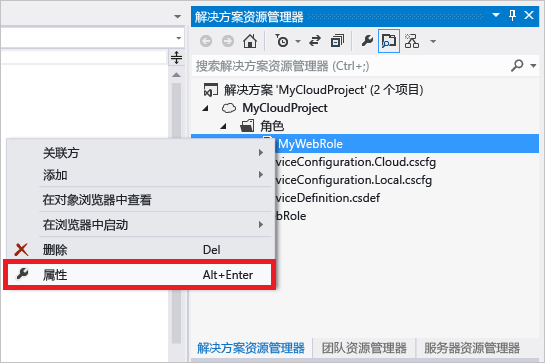 解决方案资源管理器
搜索解决方案资源管理器 (Ctrl+;)
解决方案 'MyCloudProject' (2 个项目)
MyCloudProject
角色
MyWebRole
viceConfiguration.Cloud.cscfg
viceConfiguration.Local.cscfg
viceDefinition.csdef
bRole
关联方
添加
在对象浏览器中查看
在浏览器中启动
删除 Del
属性 Alt+Enter
解决方案资源管理器 团队资源管理器 服务器资源管理器